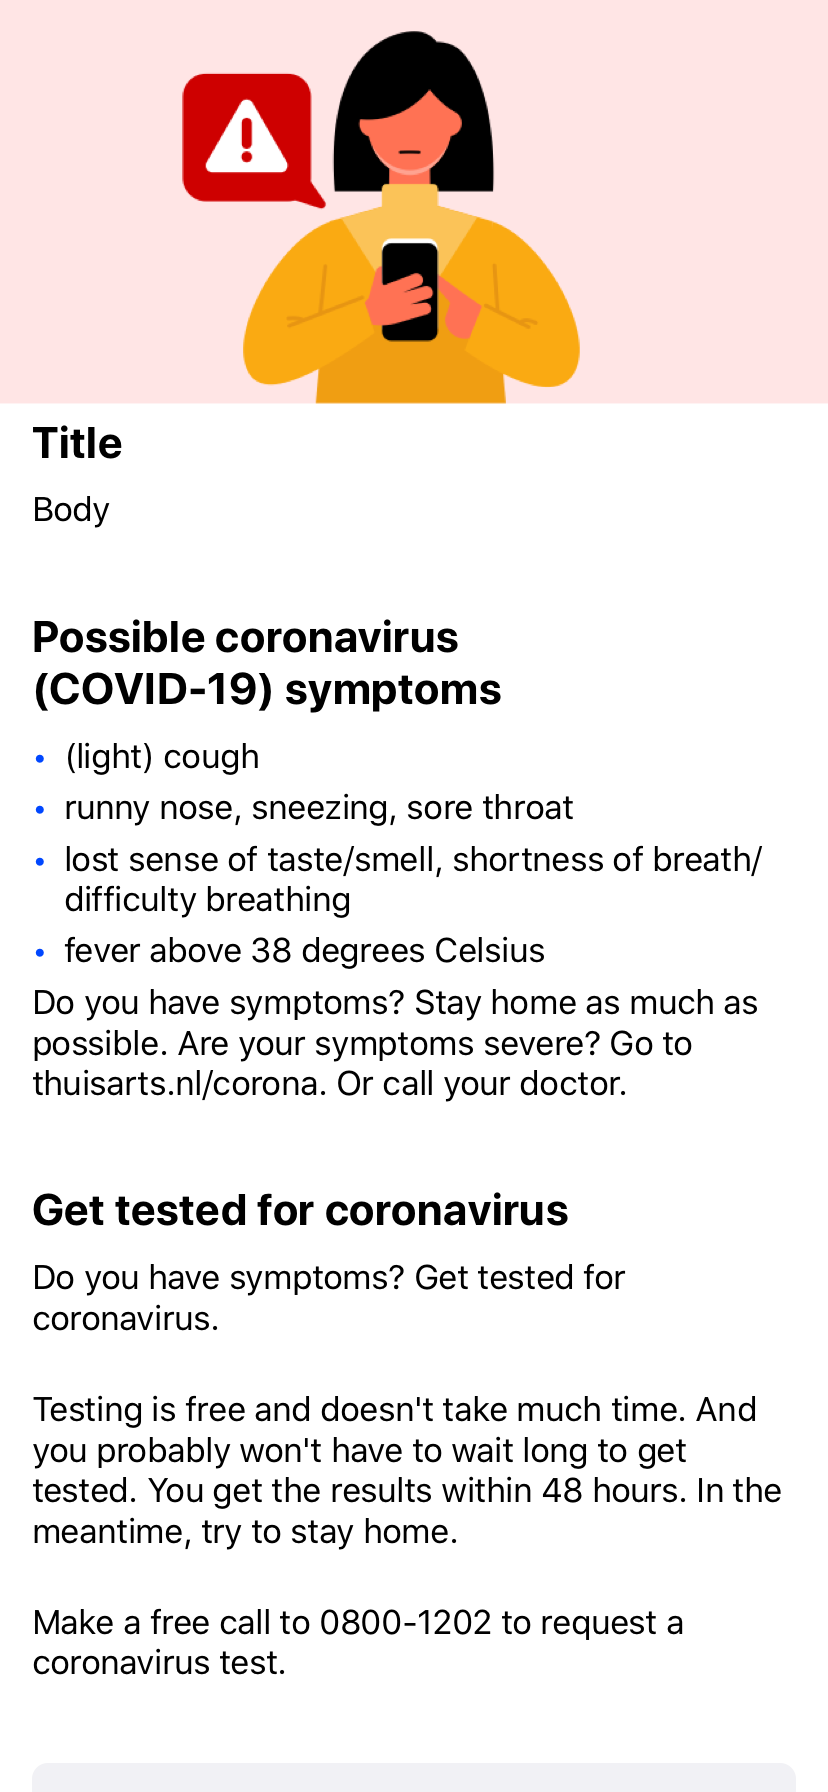 Title
Body
Possible coronavirus
(COVID-19) symptoms
• (light) cough
• runny nose, sneezing, sore throat
• lost sense of taste/smell, shortness of breath/
difficulty breathing
• fever above 38 degrees Celsius
Do you have symptoms? Stay home as much as
possible. Are your symptoms severe? Go to
thuisarts.nl/corona. Or call your doctor.
Get tested for coronavirus
Do you have symptoms? Get tested for
coronavirus.
Testing is free and doesn't take much time. And
you probably won't have to wait long to get
tested. You get the results within 48 hours. In the
meantime, try to stay home.
Make a free call to 0800-1202 to request a
coronavirus test.